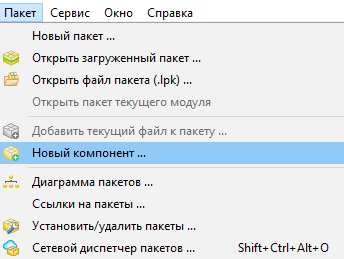 Пакет Сервис Окно Справка
Новый пакет ...
Открыть загруженный пакет ...
Открыть файл пакета (.lpk) ...
Открыть пакет текущего модуля
Добавить текущий файл к пакету ...
Новый компонент ...
Диаграмма пакетов ...
Ссылки на пакеты ...
Установить/удалить пакеты ...
Сетевой диспетчер пакетов ... Shift+Ctrl+Alt+O